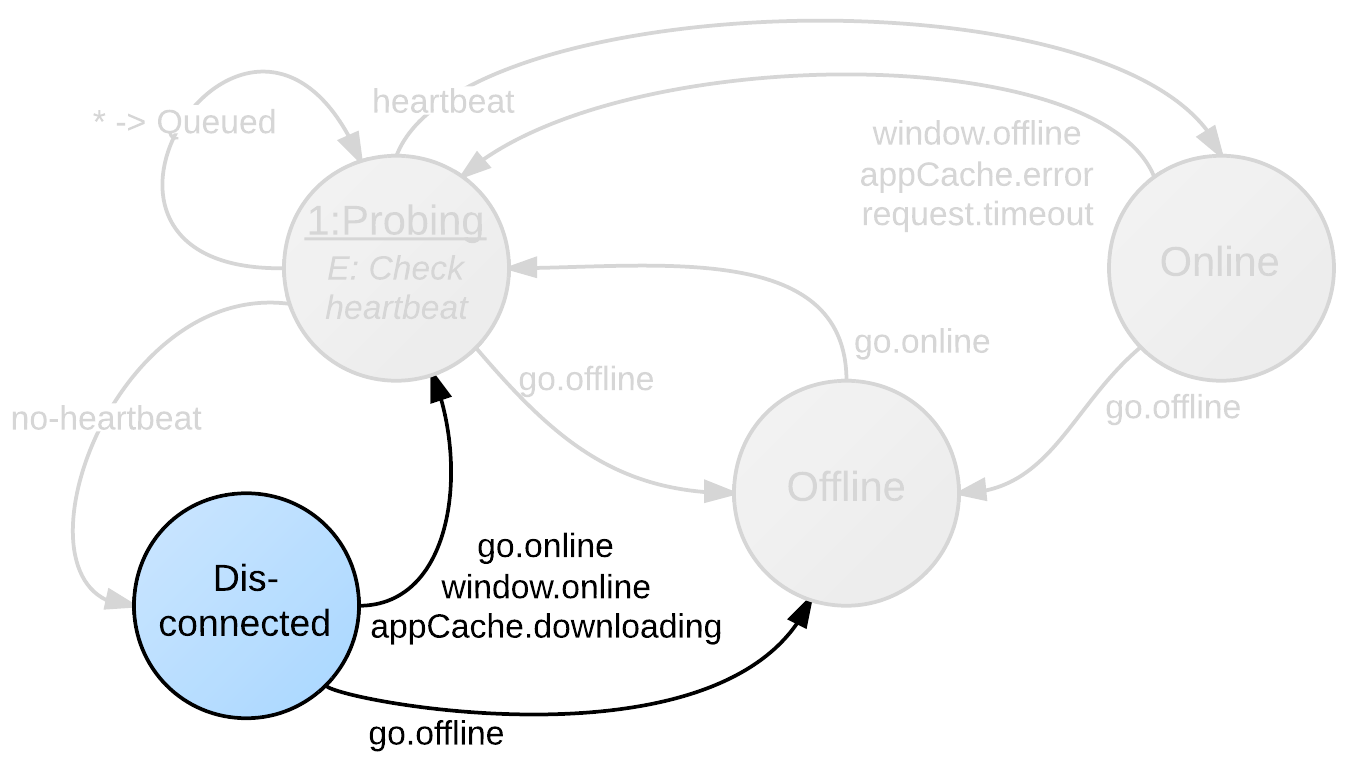 heartbeat
* -> Queued
window.offline
appCache.error
request.timeout
1:Probing
E: Check
heartbeat
Online
go.online
go.offline
go.offline
no-heartbeat
Offline
go.online
window.online
appCache.downloading
Dis-
connected
go.offline